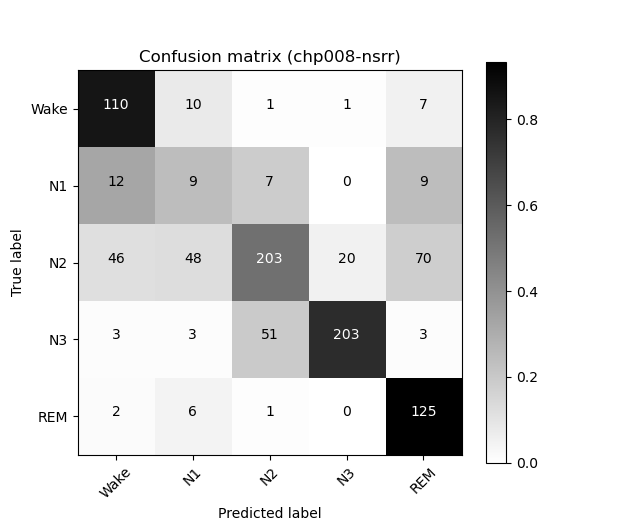 Confusion matrix (chp008-nsrr)
True label
Wake 110 10 1 1 7
N1 12 9 7 0 9
N2 46 48 203 20 70
N3 3 3 51 203 3
REM 2 6 1 0 125
Wake N1 N2 N3 REM
Predicted label
0.8
0.6
0.4
0.2
0.0